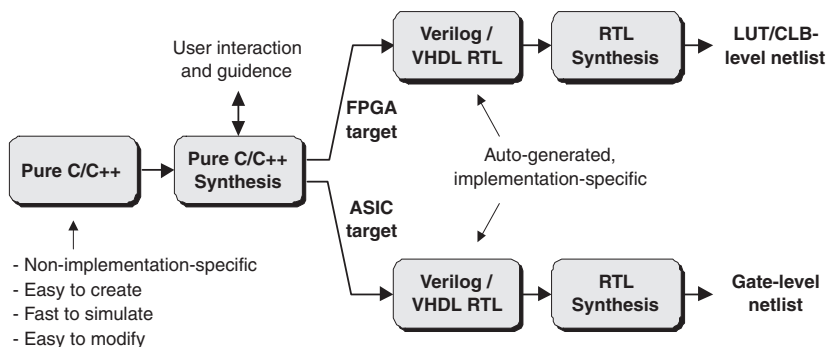 User interaction
and guidence
Verilog /
VHDL RTL
RTL
Synthesis
LUT/CLB-
level netlist
FPGA
target
Pure C/C++
Pure C/C++
Synthesis
Auto-generated,
implementation-specific
ASIC
target
- Non-implementation-specific
- Easy to create
- Fast to simulate
- Easy to modify
Verilog /
VHDL RTL
RTL
Synthesis
Gate-level
netlist